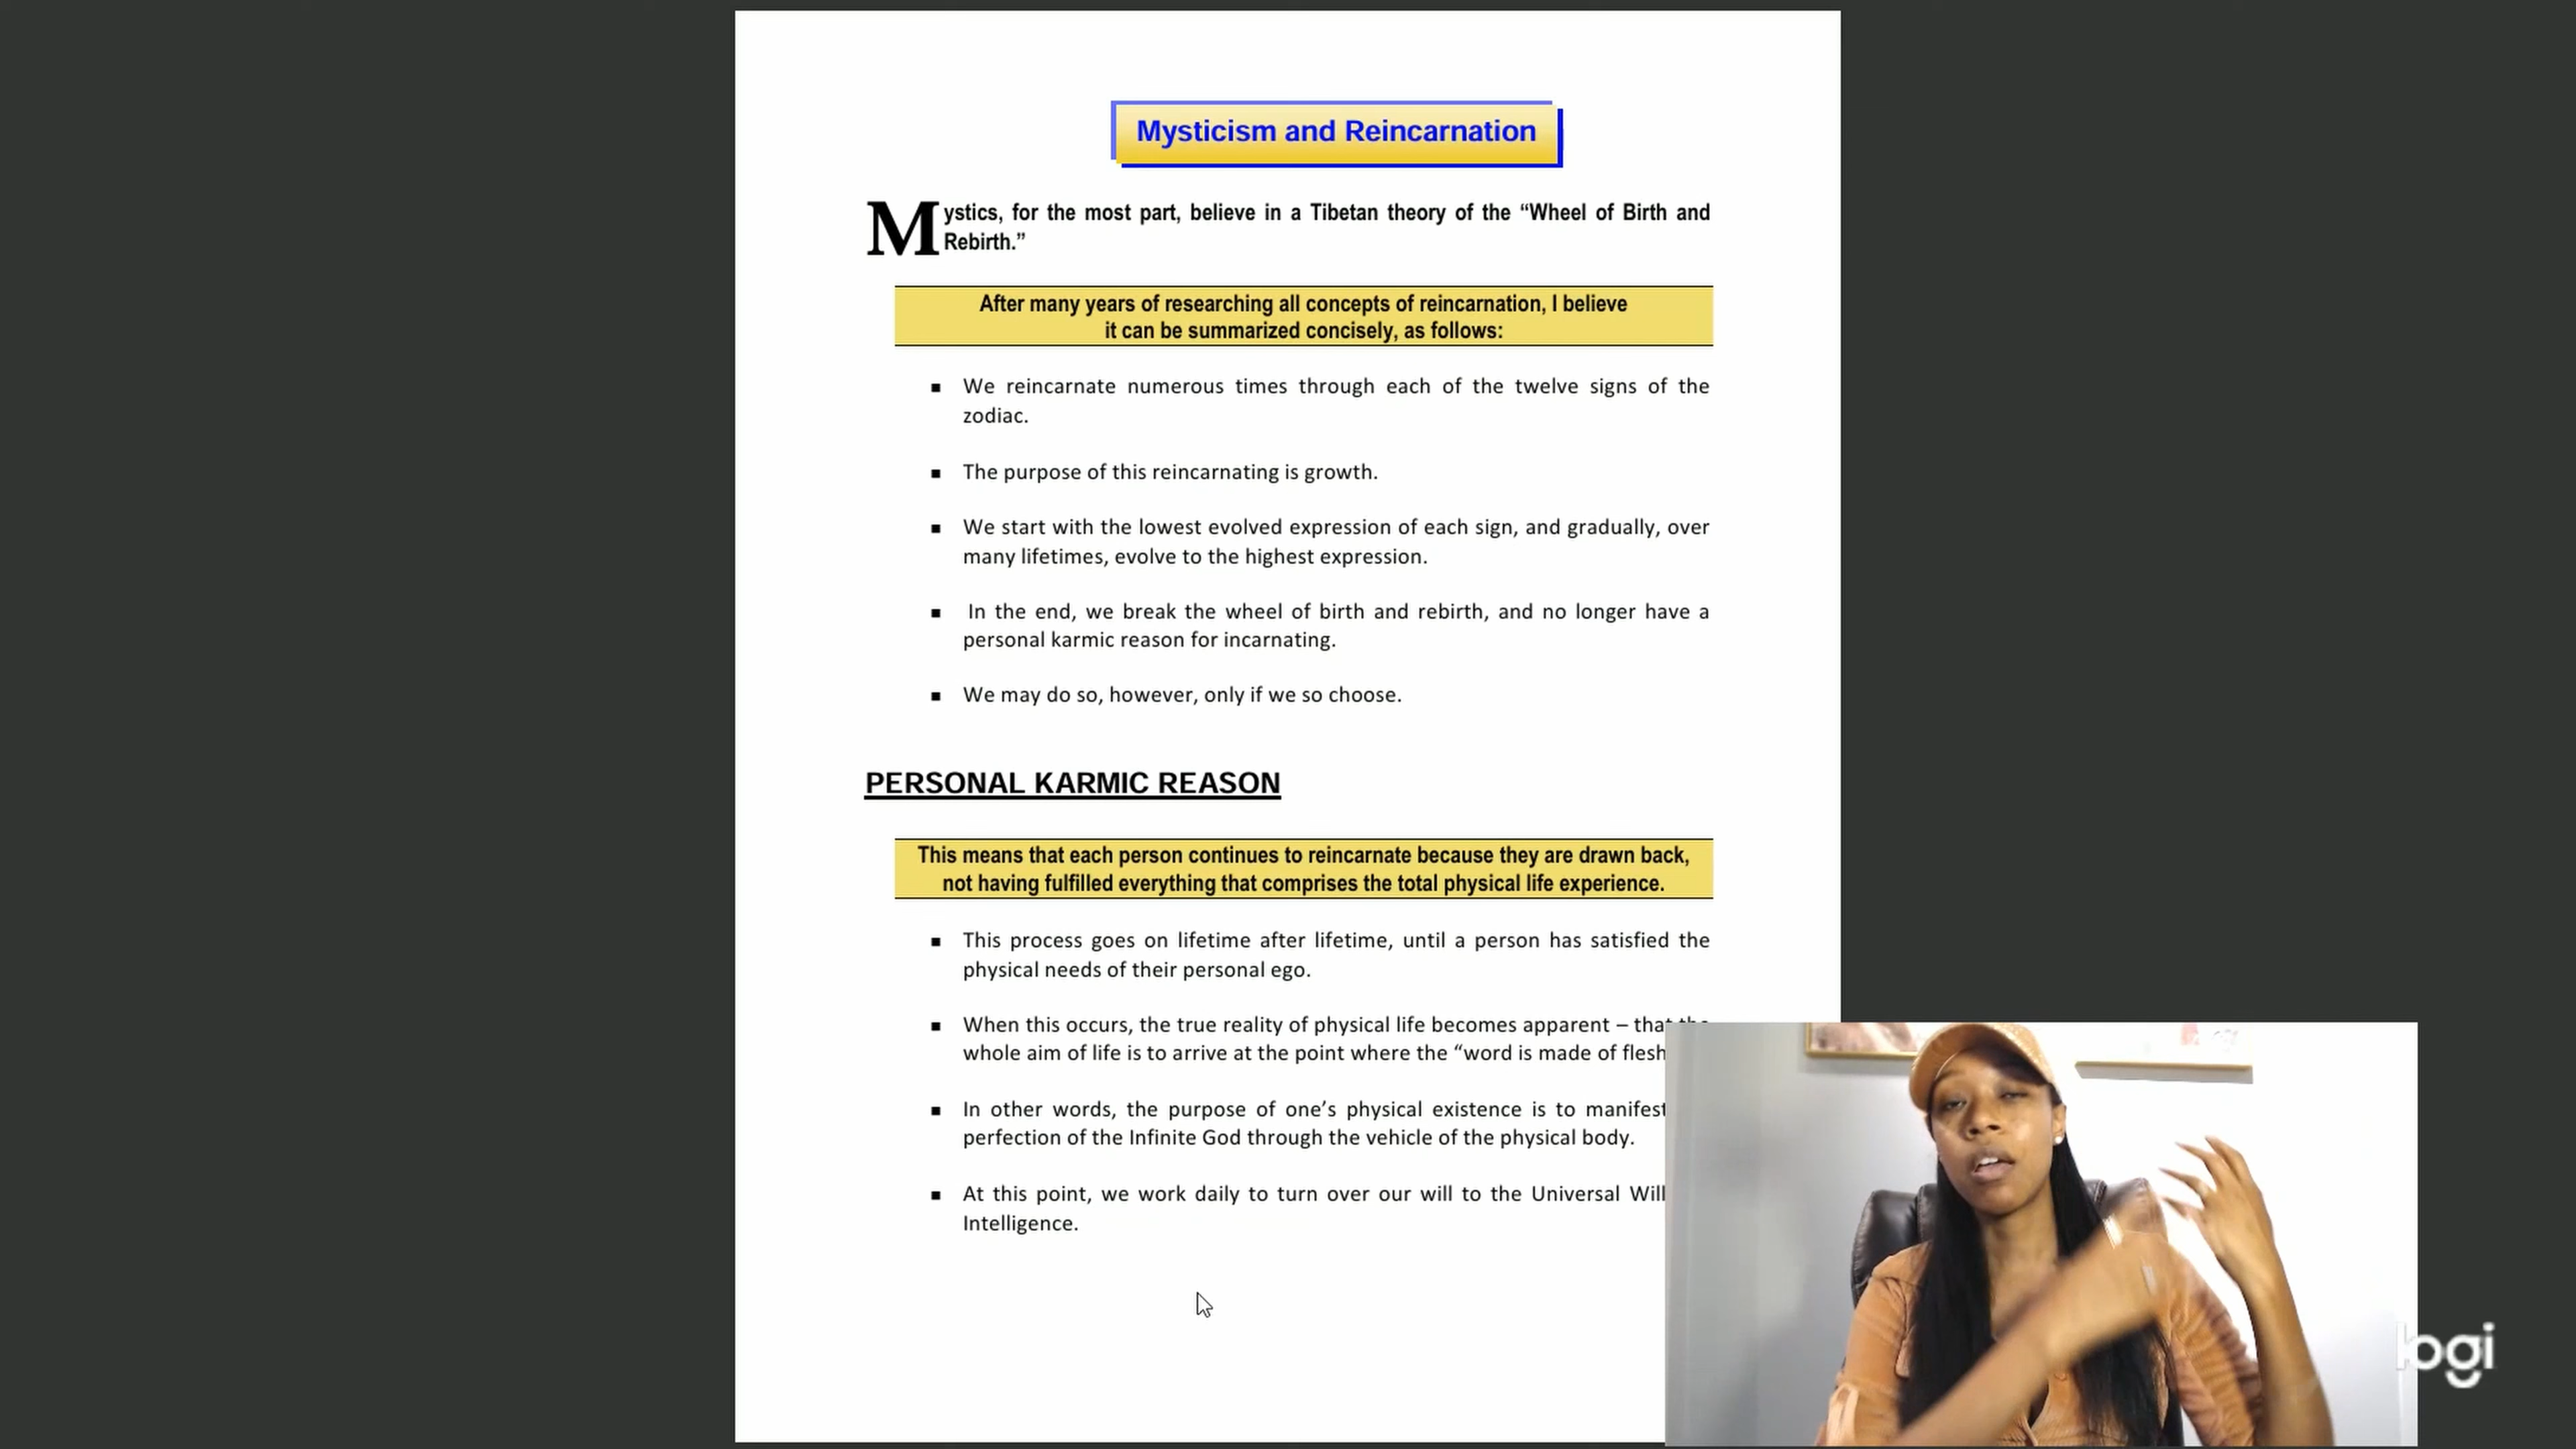 Mysticism and Reincarnation
Mystics, for the most part, believe in a Tibetan theory of the “Wheel of Birth and
Rebirth.”
After many years of researching all concepts of reincarnation, I believe
it can be summarized concisely, as follows:
▪ We reincarnate numerous times through each of the twelve signs of the
zodiac.
▪ The purpose of this reincarnating is growth.
▪ We start with the lowest evolved expression of each sign, and gradually, over
many lifetimes, evolve to the highest expression.
▪ In the end, we break the wheel of birth and rebirth, and no longer have a
personal karmic reason for incarnating.
▪ We may do so, however, only if we so choose.
PERSONAL KARMIC REASON
This means that each person continues to reincarnate because they are drawn back,
not having fulfilled everything that comprises the total physical life experience.
▪ This process goes on lifetime after lifetime, until a person has satisfied the
physical needs of their personal ego.
▪ When this occurs, the true reality of physical life becomes apparent – that the
whole aim of life is to arrive at the point where the “word is made of flesh
▪ In other words, the purpose of one’s physical existence is to manifest
perfection of the Infinite God through the vehicle of the physical body.
▪ At this point, we work daily to turn over our will to the Universal Will
Intelligence.
logi